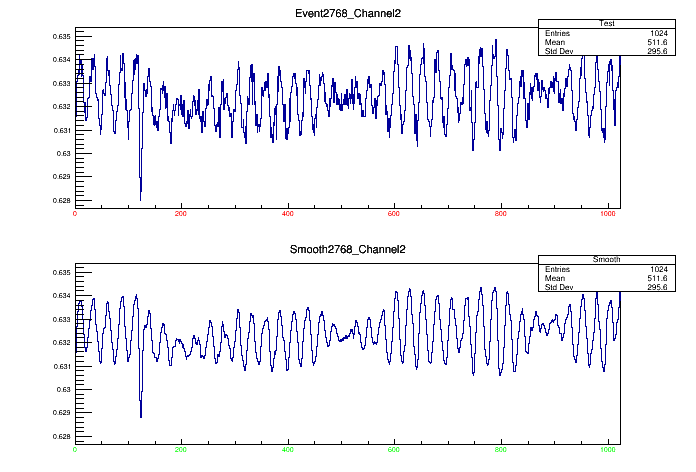 Event2768_Channel2
Test
Entries 1024
Mean 511.6
Std Dev 295.6
0.635
0.634
0.633
0.632
0.631
0.63
0.629
0.628
0 200 400 600 800 1000
Smooth2768_Channel2
Smooth
Entries 1024
Mean 511.6
Std Dev 295.6
0.635
0.634
0.633
0.632
0.631
0.63
0.629
0.628
0 200 400 600 800 1000